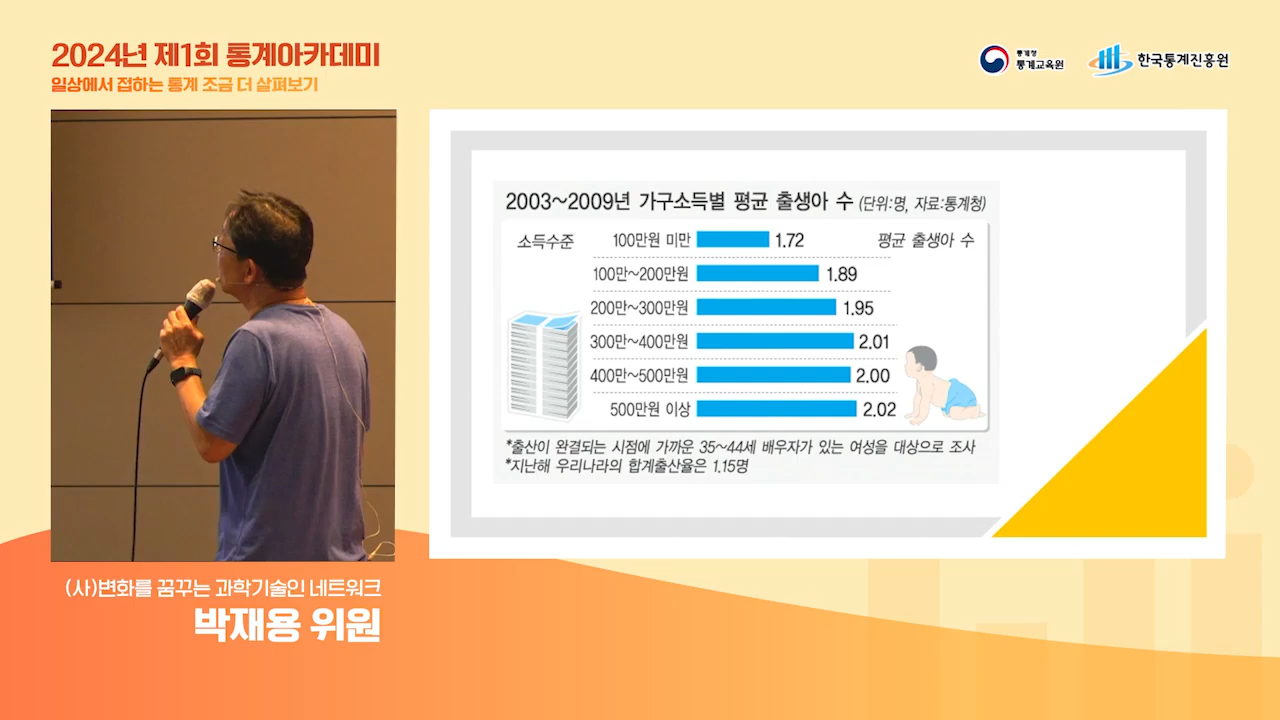 2024년 제1회 통계아카데미
일상에서 접하는 통계 조금 더 살펴보기
통계청
통계교육원
한국통계진흥원
2003~2009년 가구소득별 평균 출생아 수 (단위:명, 자료:통계청)
소득수준 100만원 미만 1.72 평균 출생아 수
100만~200만원 1.89
200만~300만원 1.95
300만~400만원 2.01
400만~500만원 2.00
500만원 이상 2.02
*출산이 완결되는 시점에 가까운 35~44세 배우자가 있는 여성을 대상으로 조사
*지난해 우리나라의 합계출산율은 1.15명
(사)변화를 꿈꾸는 과학기술인 네트워크
박재용 위원